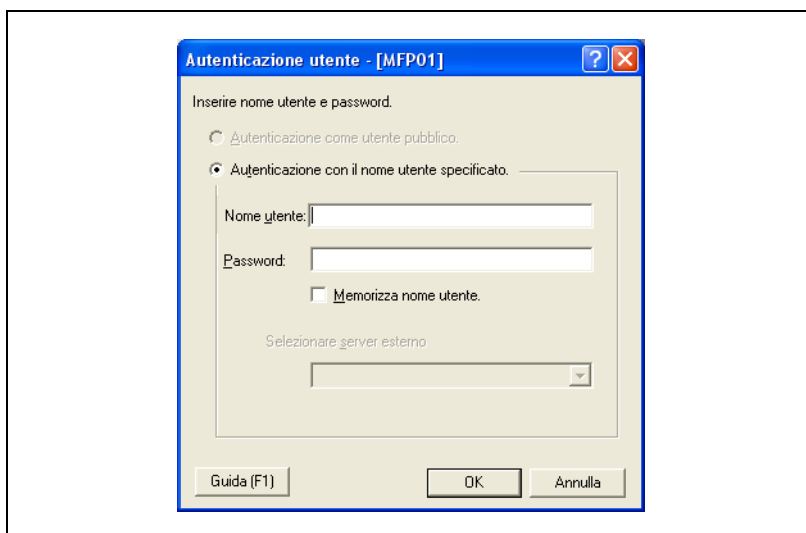 Autenticazione utente - [MFP01]
Inserire nome utente e password.
Autenticazione come utente pubblico.
Autenticazione con il nome utente specificato.
Nome utente:
Password:
Memorizza nome utente.
Selezionare server esterno
Guida (F1) OK Annulla